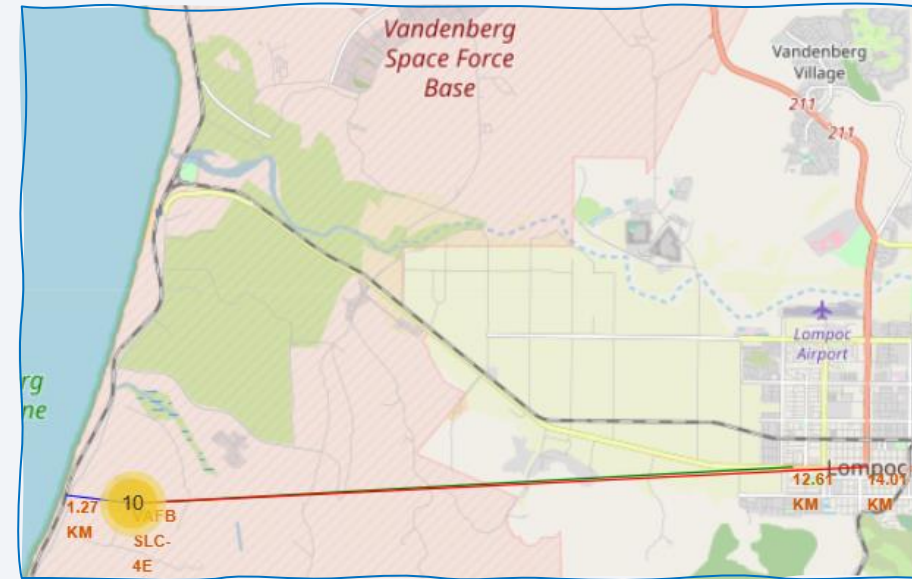 Vandenberg
Space Force
Base
Vandenberg
Village
211
211
Lompoc
Airport
rg
ne
Lompoc
12.61
KM
14.01
KM
1.27
KM
10
VAFB
SLC-
4E